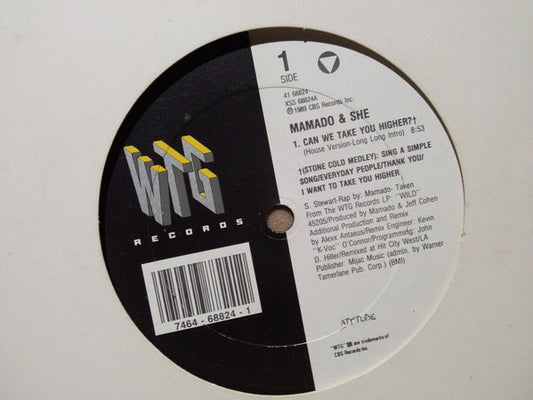 1
SIDE
41 68824
XSS 68824A
℗1989 CBS Records Inc.
MAMADO & SHE
1. CAN WE TAKE YOU HIGHER?†
(House Version-Long Long Intro) 8:53
†(STONE COLD MEDLEY): SING A SIMPLE
SONG/EVERYDAY PEOPLE/THANK YOU/
I WANT TO TAKE YOU HIGHER
S. Stewart-Rap by: Mamado- Taken
From The WTG Records LP: "WILD"
45205/Produced by Mamado & Jeff Cohen
Additional Production and Remix
by Alexx Antaeus/Remix Engineer: Kevin
"K-Voc" O'Connor/Programming: John
D. Hiller/Remixed at Hit City West/LA
Publisher: Mijac Music (admin. by Warner
Tamerlane Pub. Corp.) (BMI)
WTG
RECORDS
7464-68824-1
ATTITUDE
"WTG" are trademarks of
CBS Records Inc.